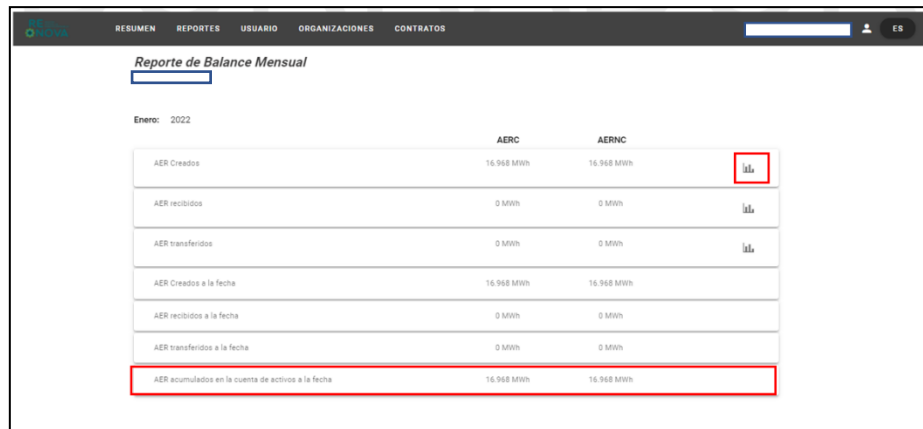 RE
NOVA
RESUMEN REPORTES USUARIO ORGANIZACIONES CONTRATOS ES
Reporte de Balance Mensual
Enero: 2022
AERC AERNC
AER Creados 16.968 MWh 16.968 MWh
AER recibidos 0 MWh 0 MWh
AER transferidos 0 MWh 0 MWh
AER Creados a la fecha 16.968 MWh 16.968 MWh
AER recibidos a la fecha 0 MWh 0 MWh
AER transferidos a la fecha 0 MWh 0 MWh
AER acumulados en la cuenta de activos a la fecha 16.968 MWh 16.968 MWh